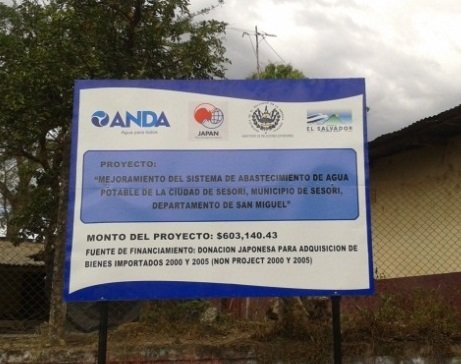 ANDA
Agua para todos
JAPAN
EL SALVADOR
PROYECTO:
"MEJORAMIENTO DEL SISTEMA DE ABASTECIMIENTO DE AGUA
POTABLE DE LA CIUDAD DE SESORI, MUNICIPIO DE SESORI,
DEPARTAMENTO DE SAN MIGUEL"
MONTO DEL PROYECTO: $603,140.43
FUENTE DE FINANCIAMIENTO: DONACION JAPONESA PARA ADQUISICION DE
BIENES IMPORTADOS 2000 Y 2005 (NON PROJECT 2000 Y 2005)